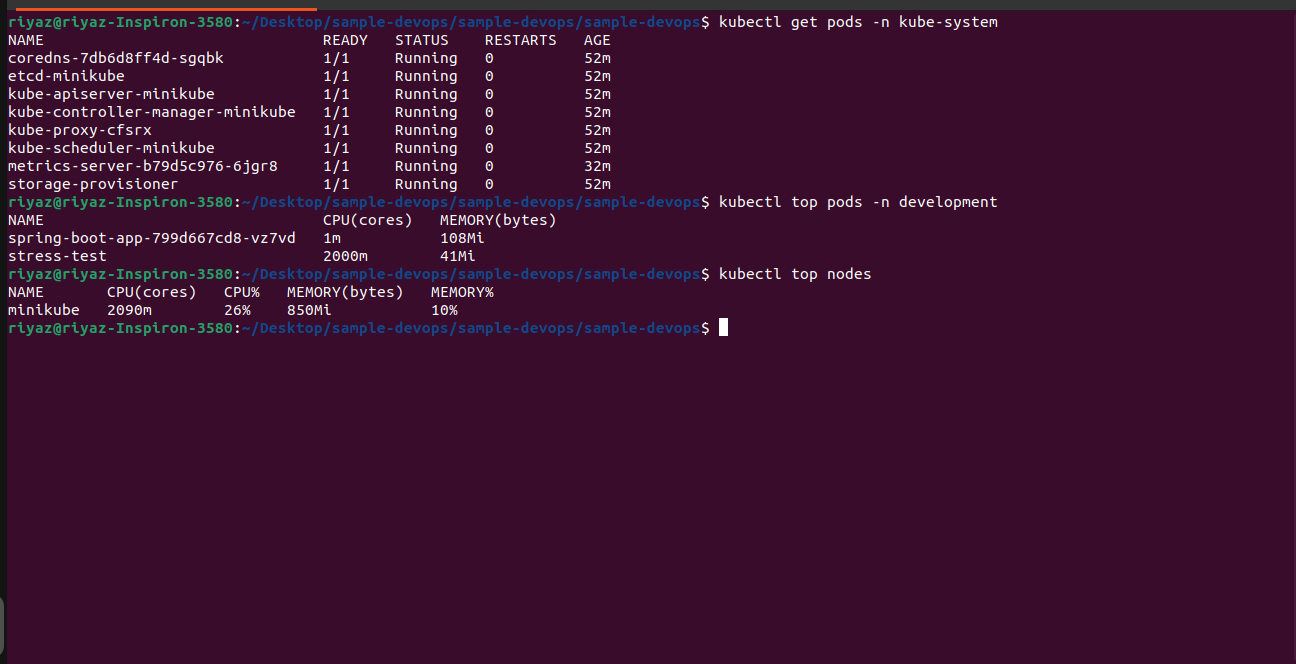 riyaz@riyaz-Inspiron-3580:~/Desktop/sample-devops/sample-devops/sample-devops$ kubectl get pods -n kube-system
NAME                               READY   STATUS    RESTARTS   AGE
coredns-7db6d8ff4d-sgqbk           1/1     Running   0          52m
etcd-minikube                      1/1     Running   0          52m
kube-apiserver-minikube            1/1     Running   0          52m
kube-controller-manager-minikube   1/1     Running   0          52m
kube-proxy-cfsrx                   1/1     Running   0          52m
kube-scheduler-minikube            1/1     Running   0          52m
metrics-server-b79d5c976-6jgr8     1/1     Running   0          32m
storage-provisioner                1/1     Running   0          52m
riyaz@riyaz-Inspiron-3580:~/Desktop/sample-devops/sample-devops/sample-devops$ kubectl top pods -n development
NAME                               CPU(cores)   MEMORY(bytes)
spring-boot-app-799d667cd8-vz7vd   1m           108Mi
stress-test                        2000m        41Mi
riyaz@riyaz-Inspiron-3580:~/Desktop/sample-devops/sample-devops/sample-devops$ kubectl top nodes
NAME       CPU(cores)   CPU%   MEMORY(bytes)   MEMORY%
minikube   2090m        26%    850Mi           10%
riyaz@riyaz-Inspiron-3580:~/Desktop/sample-devops/sample-devops/sample-devops$